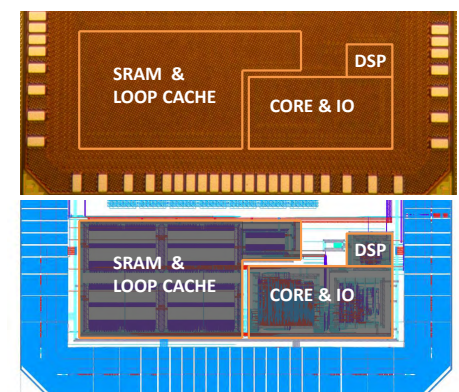 SRAM &
LOOP CACHE
DSP
CORE & IO
SRAM &
LOOP CACHE
DSP
CORE & IO